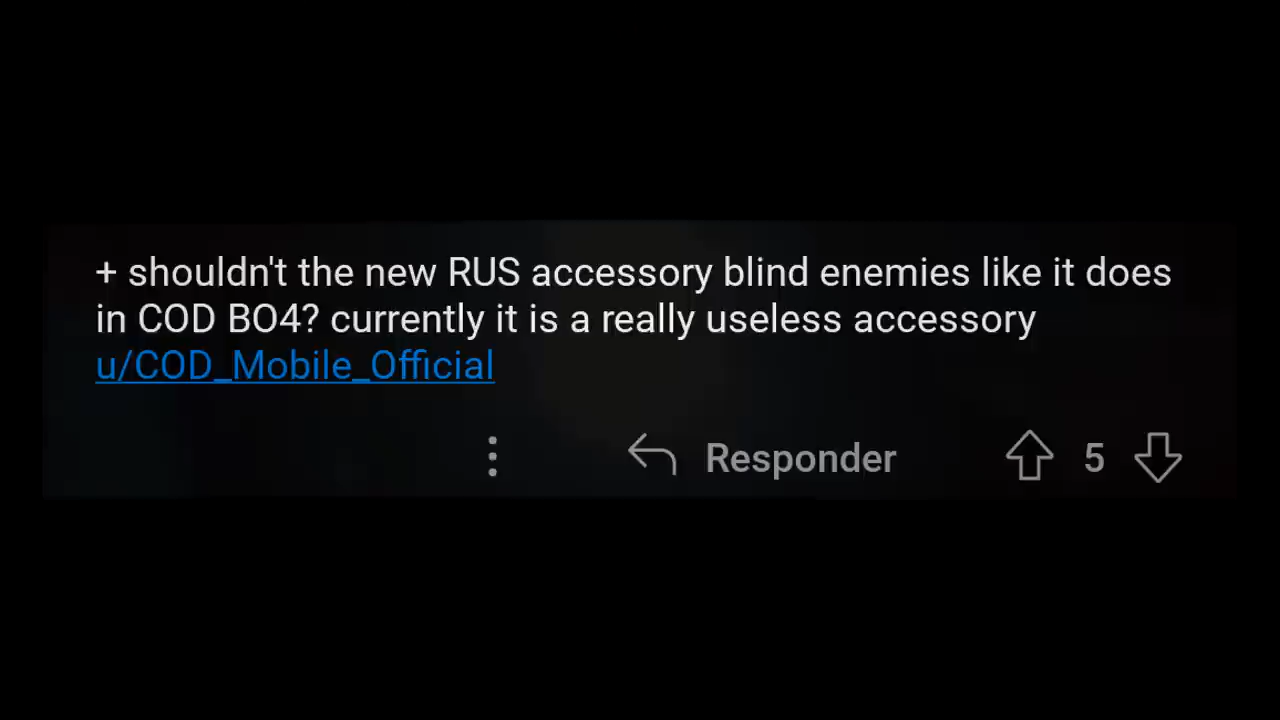 + shouldn't the new RUS accessory blind enemies like it does
in COD BO4? currently it is a really useless accessory
u/COD_Mobile_Official
Responder 5